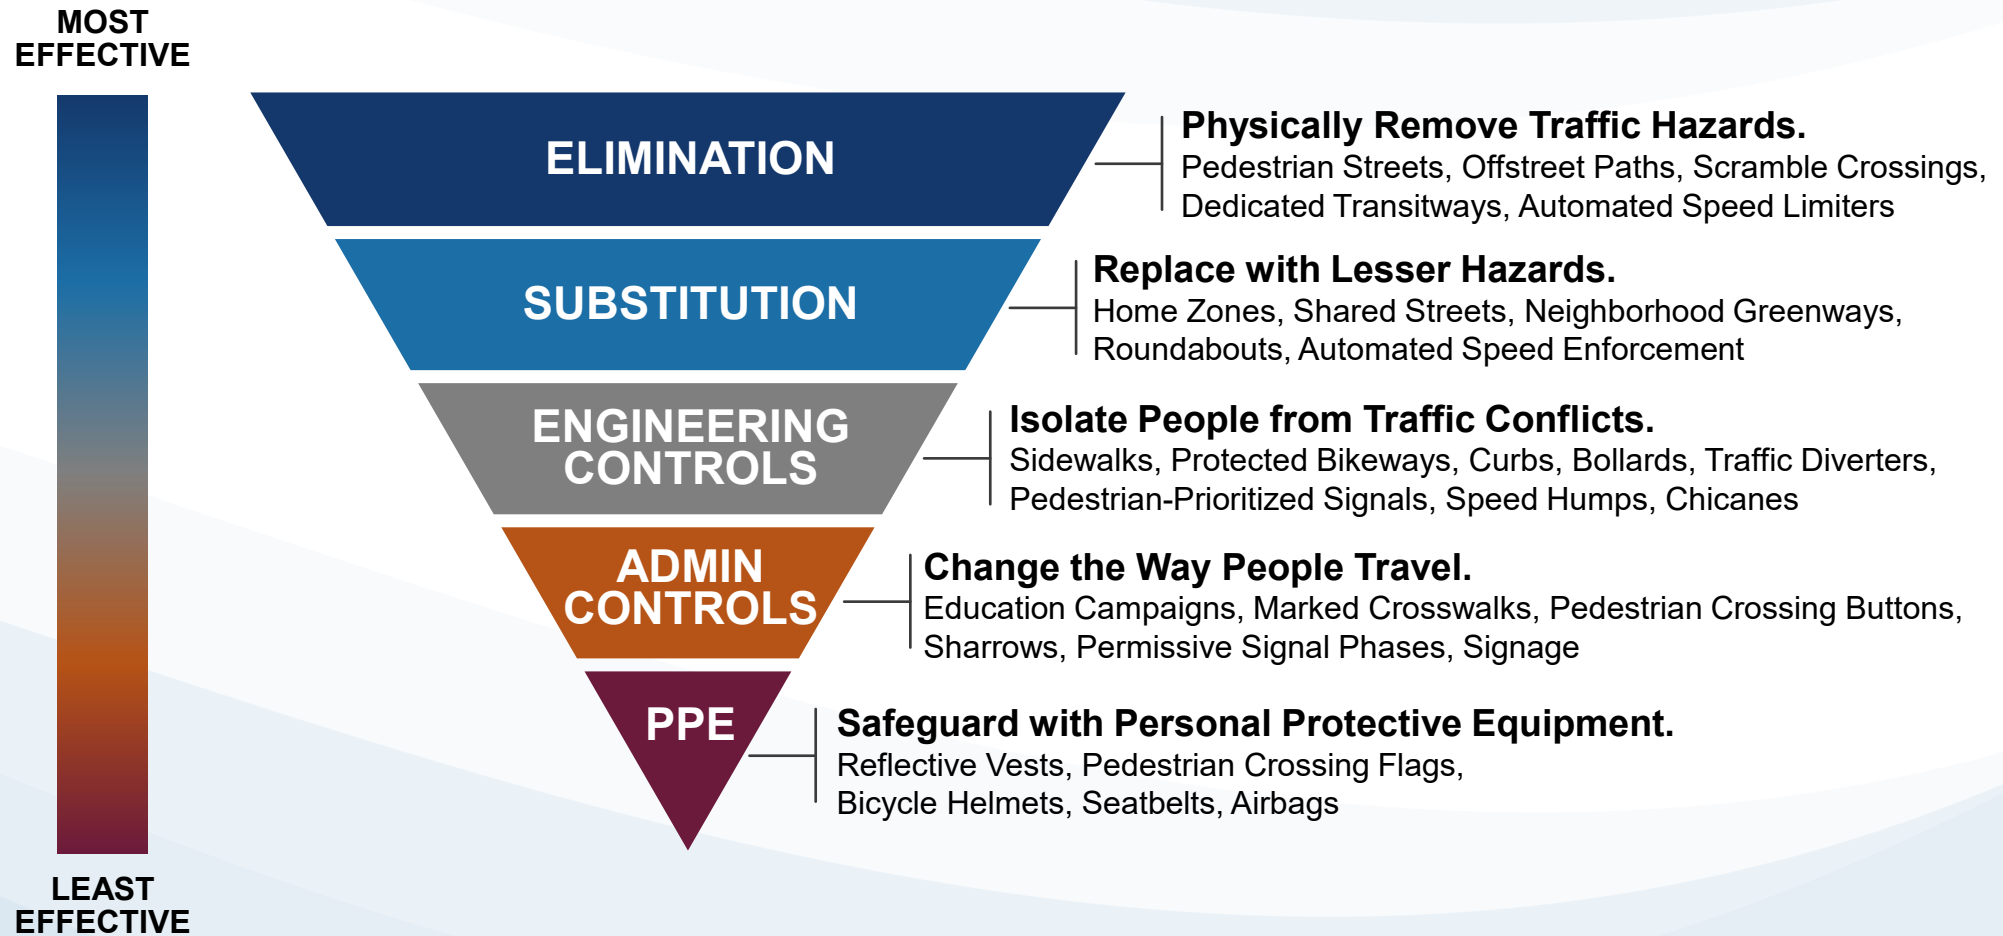 MOST
EFFECTIVE
ELIMINATION
Physically Remove Traffic Hazards.
Pedestrian Streets, Offstreet Paths, Scramble Crossings,
Dedicated Transitways, Automated Speed Limiters
SUBSTITUTION
Replace with Lesser Hazards.
Home Zones, Shared Streets, Neighborhood Greenways,
Roundabouts, Automated Speed Enforcement
ENGINEERING
CONTROLS
Isolate People from Traffic Conflicts.
Sidewalks, Protected Bikeways, Curbs, Bollards, Traffic Diverters,
Pedestrian-Prioritized Signals, Speed Humps, Chicanes
ADMIN
CONTROLS
Change the Way People Travel.
Education Campaigns, Marked Crosswalks, Pedestrian Crossing Buttons,
Sharrows, Permissive Signal Phases, Signage
PPE
Safeguard with Personal Protective Equipment.
Reflective Vests, Pedestrian Crossing Flags,
Bicycle Helmets, Seatbelts, Airbags
LEAST
EFFECTIVE